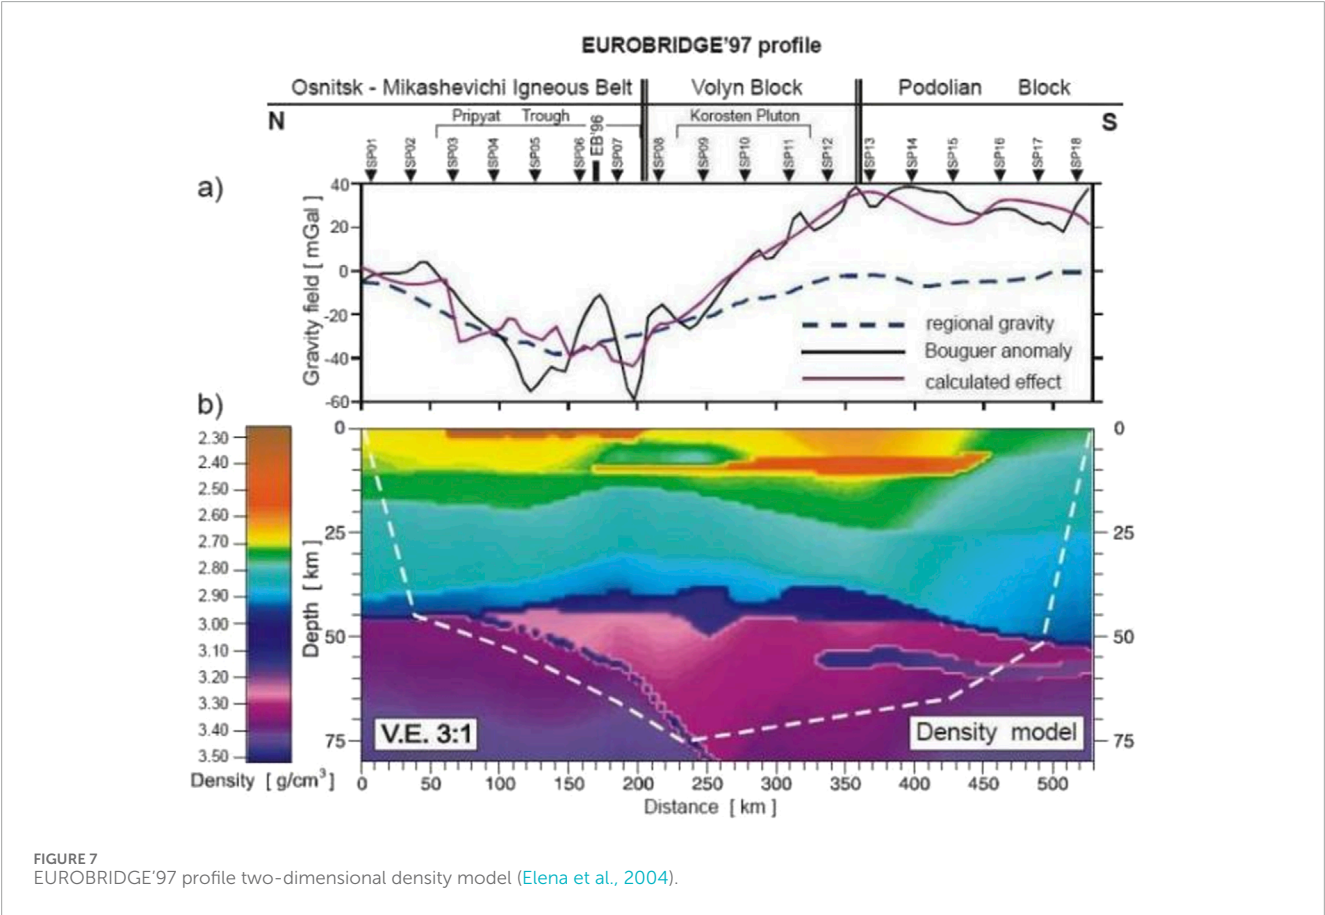 EUROBRIDGE'97 profile
Osnitsk - Mikashevichi Igneous Belt Volyn Block Podolian Block
N Pripyat Trough EB'96 Korosten Pluton S
SP01 SP02 SP03 SP04 SP05 SP06 SP07 SP08 SP09 SP10 SP11 SP12 SP13 SP14 SP15 SP16 SP17 SP18
a)
Gravity field [ mGal ]
40
20
0
-20
-40
-60
regional gravity
Bouguer anomaly
calculated effect
b)
2.30
2.40
2.50
2.60
2.70
2.80
2.90
3.00
3.10
3.20
3.30
3.40
3.50
Density [ g/cm³ ]
Depth [ km ]
0 0
25 25
50 50
75 75
V.E. 3:1 Density model
0 50 100 150 200 250 300 350 400 450 500
Distance [ km ]
FIGURE 7
EUROBRIDGE'97 profile two-dimensional density model (Elena et al., 2004).